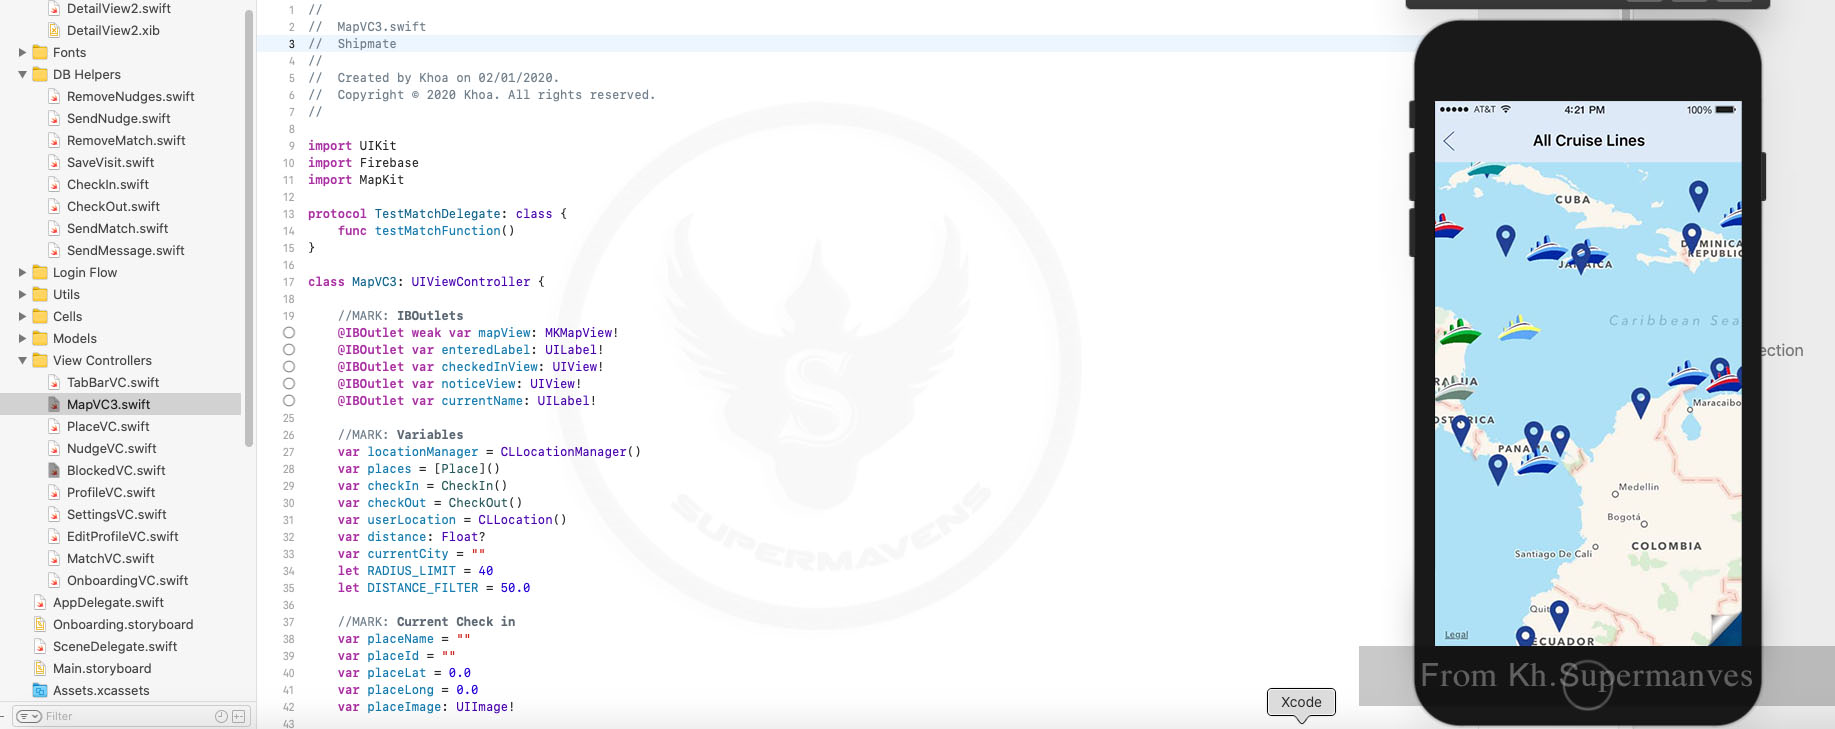 DetailView2.swift
DetailView2.xib
Fonts
DB Helpers
RemoveNudges.swift
SendNudge.swift
RemoveMatch.swift
SaveVisit.swift
CheckIn.swift
CheckOut.swift
SendMatch.swift
SendMessage.swift
Login Flow
Utils
Cells
Models
View Controllers
TabBarVC.swift
MapVC3.swift
PlaceVC.swift
NudgeVC.swift
BlockedVC.swift
ProfileVC.swift
SettingsVC.swift
EditProfileVC.swift
MatchVC.swift
OnboardingVC.swift
AppDelegate.swift
Onboarding.storyboard
SceneDelegate.swift
Main.storyboard
Assets.xcassets
Filter
1 //
2 // MapVC3.swift
3 // Shipmate
4 //
5 // Created by Khoa on 02/01/2020.
6 // Copyright © 2020 Khoa. All rights reserved.
7 //
8
9 import UIKit
10 import Firebase
11 import MapKit
12
13 protocol TestMatchDelegate: class {
14 func testMatchFunction()
15 }
16
17 class MapVC3: UIViewController {
18
19 //MARK: IBOutlets
@IBOutlet weak var mapView: MKMapView!
@IBOutlet var enteredLabel: UILabel!
@IBOutlet var checkedInView: UIView!
@IBOutlet var noticeView: UIView!
@IBOutlet var currentName: UILabel!
25
26 //MARK: Variables
27 var locationManager = CLLocationManager()
28 var places = [Place]()
29 var checkIn = CheckIn()
30 var checkOut = CheckOut()
31 var userLocation = CLLocation()
32 var distance: Float?
33 var currentCity = ""
34 let RADIUS_LIMIT = 40
35 let DISTANCE_FILTER = 50.0
36
37 //MARK: Current Check in
38 var placeName = ""
39 var placeId = ""
40 var placeLat = 0.0
41 var placeLong = 0.0
42 var placeImage: UIImage!
43
S
SUPERMAVENS
Xcode
AT&T 4:21 PM 100%
All Cruise Lines
CUBA
REPUBLIC
JAMAICA
Caribbean Sea
Maracaibo
PANAMA
Medellin
Bogotá
Santiago De Cali
COLOMBIA
Quit
ECUADOR
Legal
ection
From Kh.Supermanves